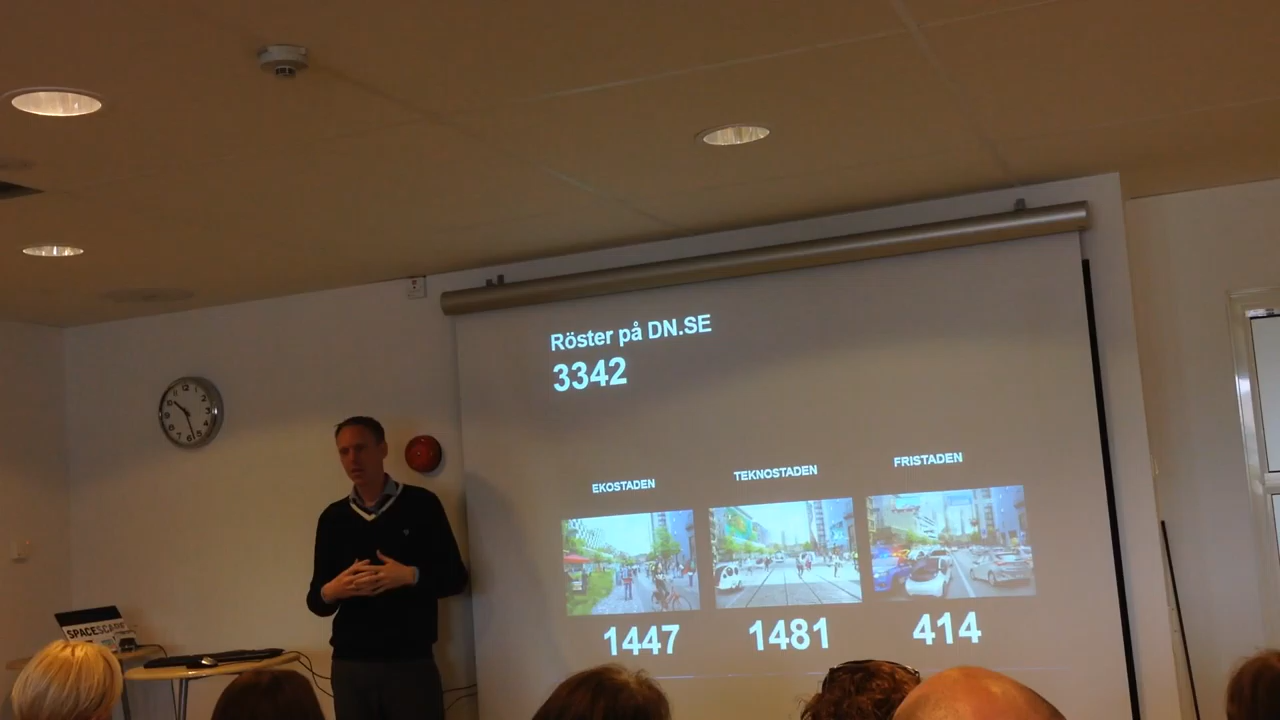 Röster på DN.SE
3342
EKOSTADEN
TEKNOSTADEN
FRISTADEN
1447
1481
414
SPACESCAPE